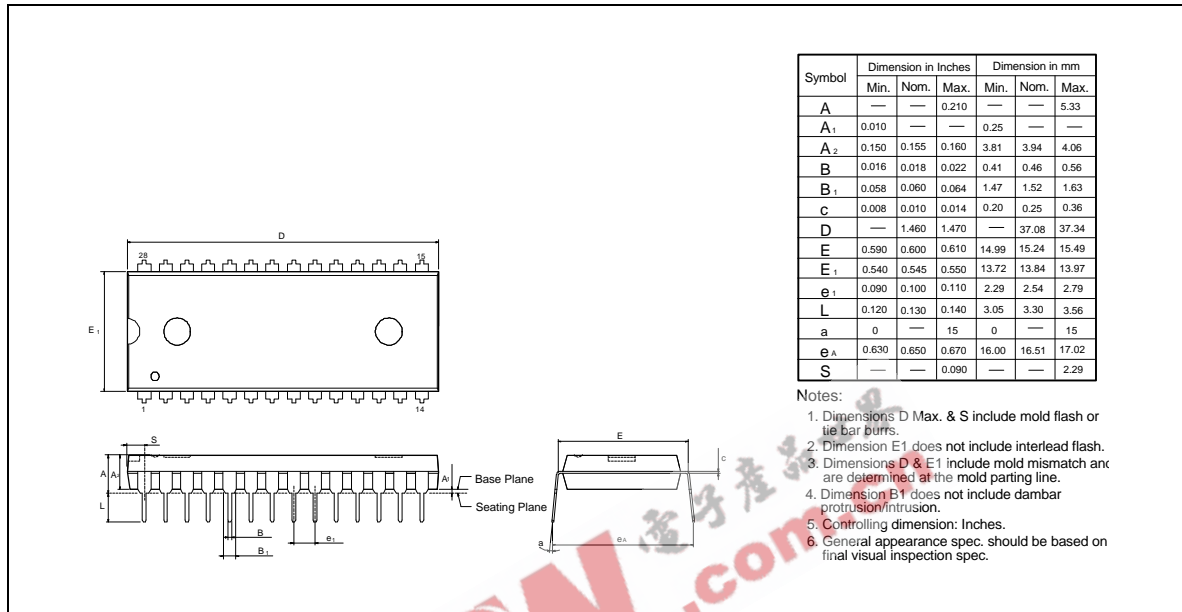 Symbol Dimension in Inches Dimension in mm
Min. Nom. Max. Min. Nom. Max.
A — — 0.210 — — 5.33
A1 0.010 — — 0.25 — —
A2 0.150 0.155 0.160 3.81 3.94 4.06
B 0.016 0.018 0.022 0.41 0.46 0.56
B1 0.058 0.060 0.064 1.47 1.52 1.63
c 0.008 0.010 0.014 0.20 0.25 0.36
D — 1.460 1.470 — 37.08 37.34
E 0.590 0.600 0.610 14.99 15.24 15.49
E1 0.540 0.545 0.550 13.72 13.84 13.97
e1 0.090 0.100 0.110 2.29 2.54 2.79
L 0.120 0.130 0.140 3.05 3.30 3.56
a 0 — 15 0 — 15
eA 0.630 0.650 0.670 16.00 16.51 17.02
S — — 0.090 — — 2.29
D
28 15
E1
1 14
S
A A2 A1
L
Base Plane
Seating Plane
B
B1
e1
E
c
a
eA
Notes:
1. Dimensions D Max. & S include mold flash or
tie bar burrs.
2. Dimension E1 does not include interlead flash.
3. Dimensions D & E1 include mold mismatch and
are determined at the mold parting line.
4. Dimension B1 does not include dambar
protrusion/intrusion.
5. Controlling dimension: Inches.
6. General appearance spec. should be based on
final visual inspection spec.
電子產品世界
.com.cn